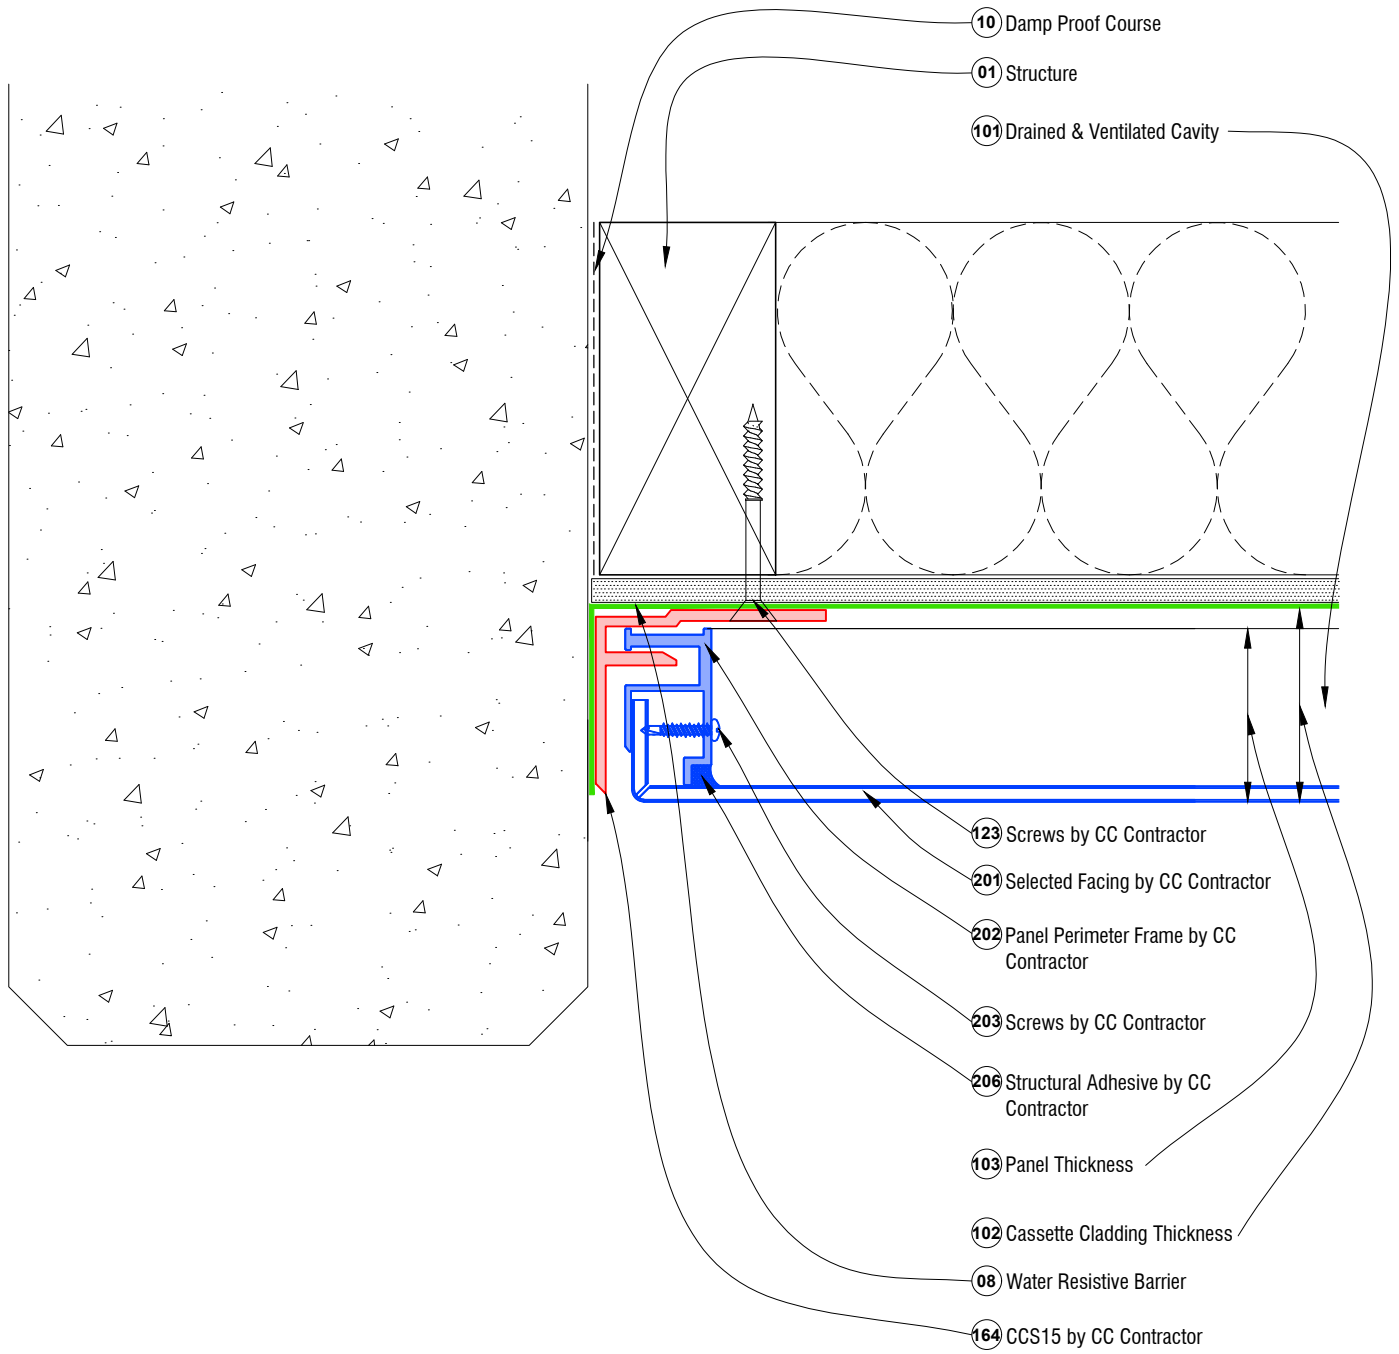 10 Damp Proof Course
01 Structure
101 Drained & Ventilated Cavity
123 Screws by CC Contractor
201 Selected Facing by CC Contractor
202 Panel Perimeter Frame by CC
Contractor
203 Screws by CC Contractor
206 Structural Adhesive by CC
Contractor
103 Panel Thickness
102 Cassette Cladding Thickness
08 Water Resistive Barrier
164 CCS15 by CC Contractor